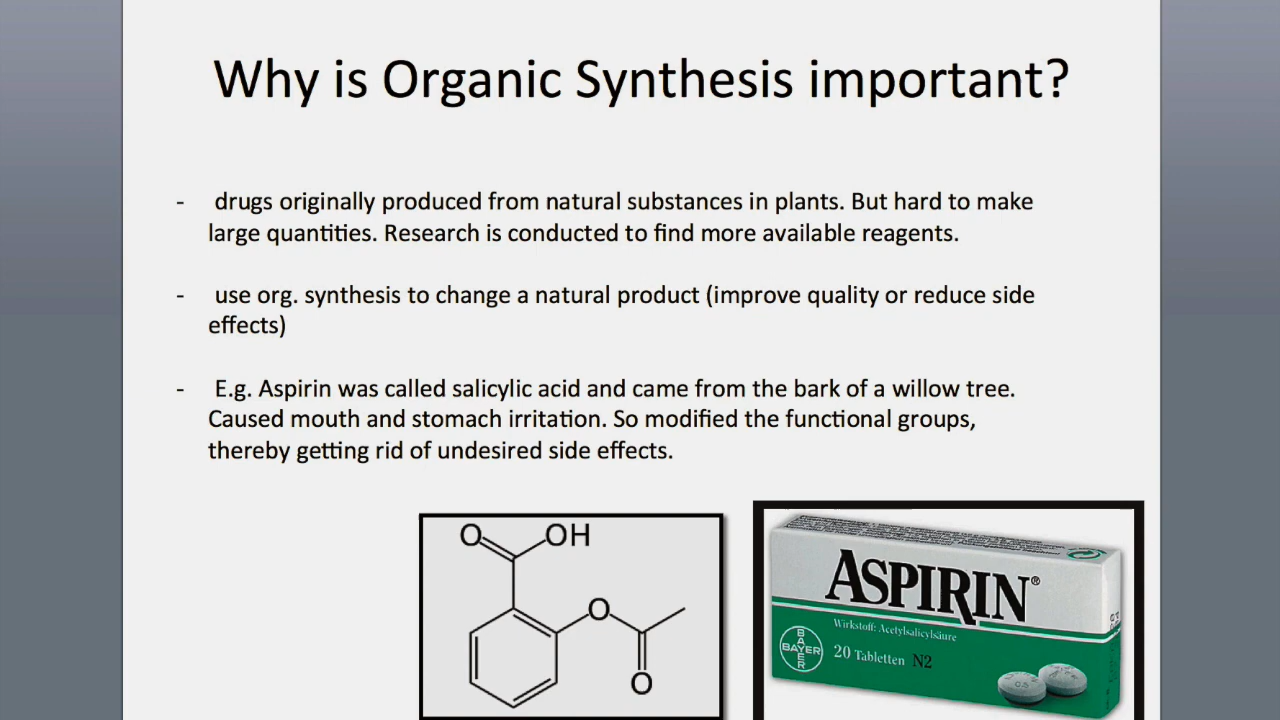 Why is Organic Synthesis important?
- drugs originally produced from natural substances in plants. But hard to make
large quantities. Research is conducted to find more available reagents.
- use org. synthesis to change a natural product (improve quality or reduce side
effects)
- E.g. Aspirin was called salicylic acid and came from the bark of a willow tree.
Caused mouth and stomach irritation. So modified the functional groups,
thereby getting rid of undesired side effects.
O OH
O
O
ASPIRIN®
Wirkstoff: Acetylsalicylsäure
BAYER
BAYER
20 Tabletten N2